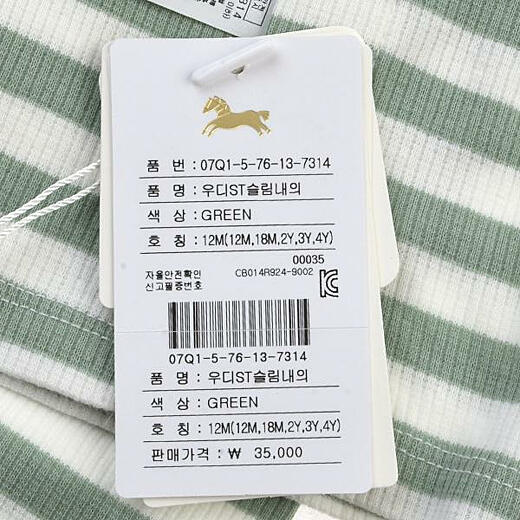 품 번 : 07Q1-5-76-13-7314
품 명 : 우디ST슬림내의
색 상 : GREEN
호 칭 : 12M(12M,18M,2Y,3Y,4Y)
00035
자율안전확인
신고필증번호 CB014R924-9002
07Q1-5-76-13-7314
품 명 : 우디ST슬림내의
색 상 : GREEN
호 칭 : 12M(12M,18M,2Y,3Y,4Y)
판매가격 : ₩ 35,000